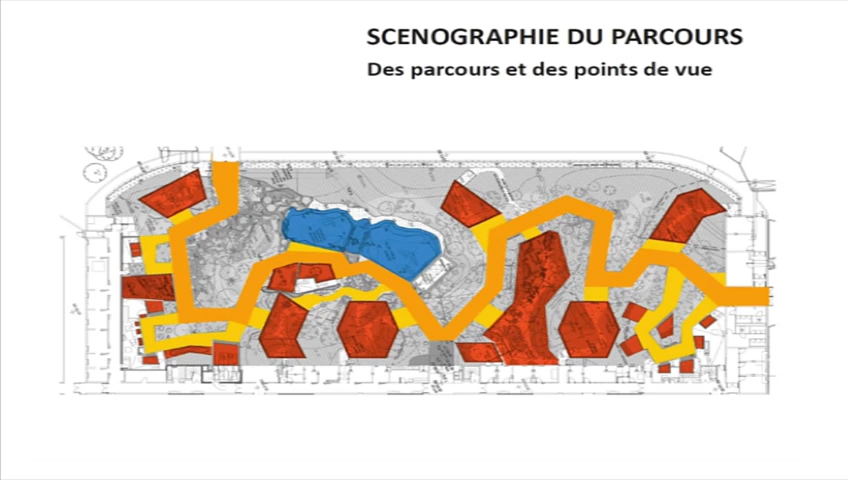 SCENOGRAPHIE DU PARCOURS
Des parcours et des points de vue